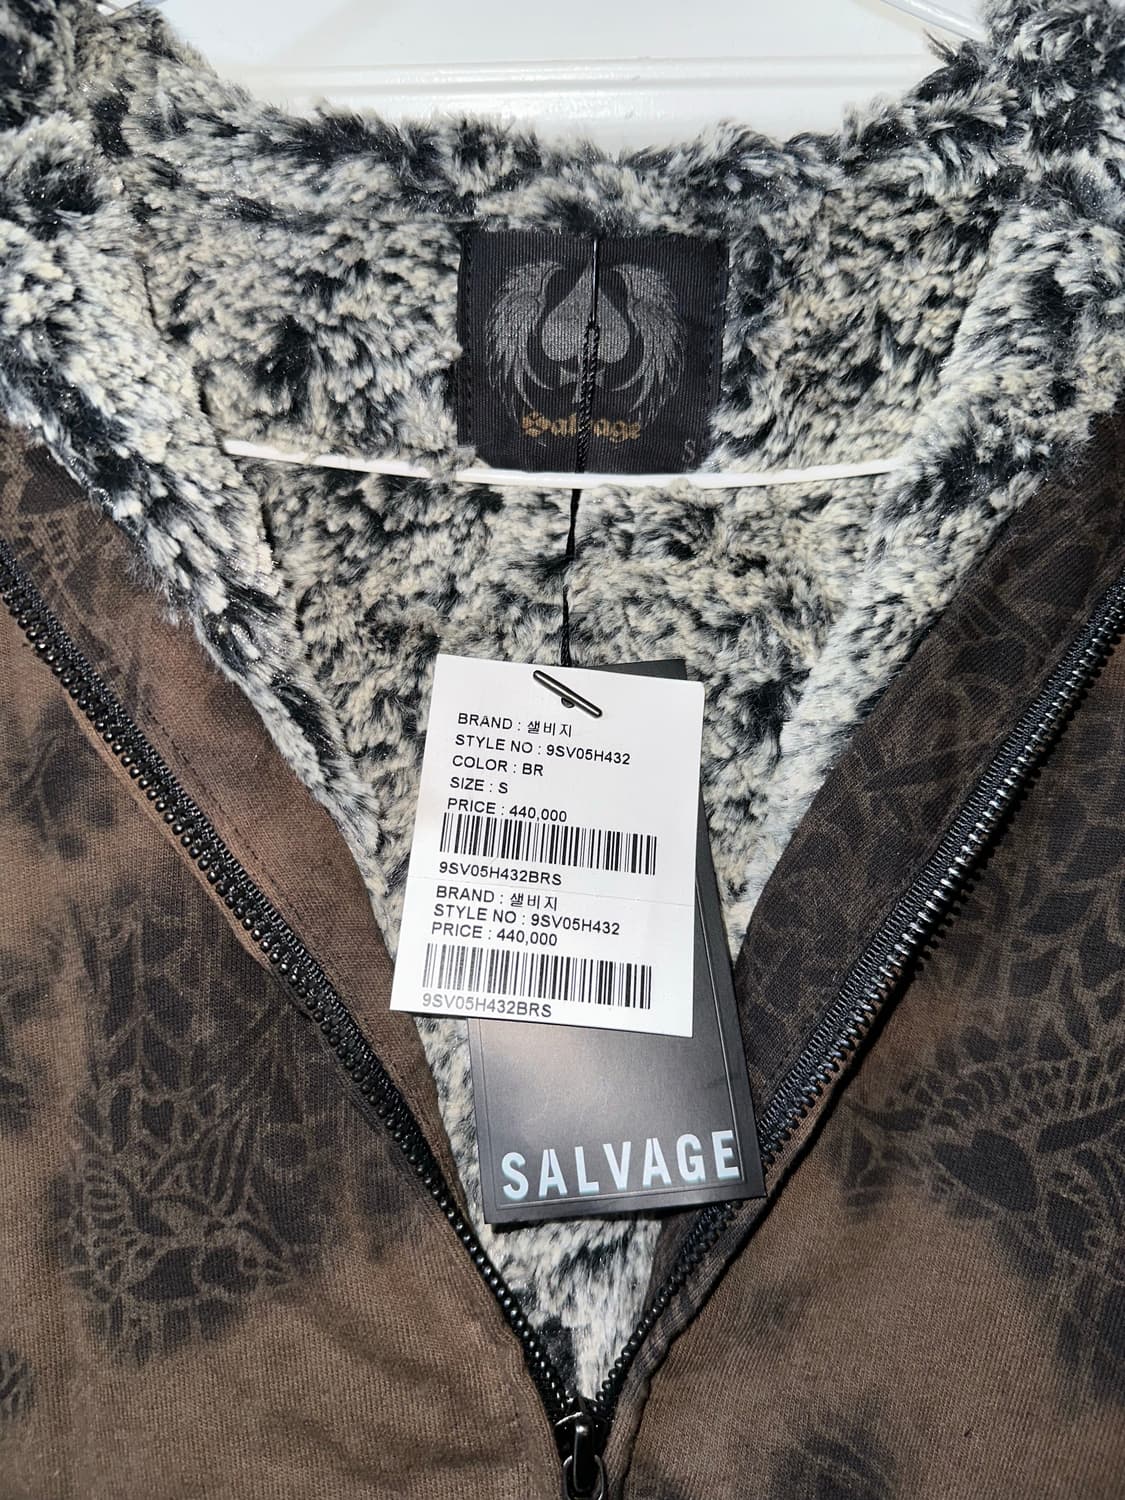 Salvage
S
BRAND : 샐비지
STYLE NO : 9SV05H432
COLOR : BR
SIZE : S
PRICE : 440,000
9SV05H432BRS
BRAND : 샐비지
STYLE NO : 9SV05H432
PRICE : 440,000
9SV05H432BRS
SALVAGE